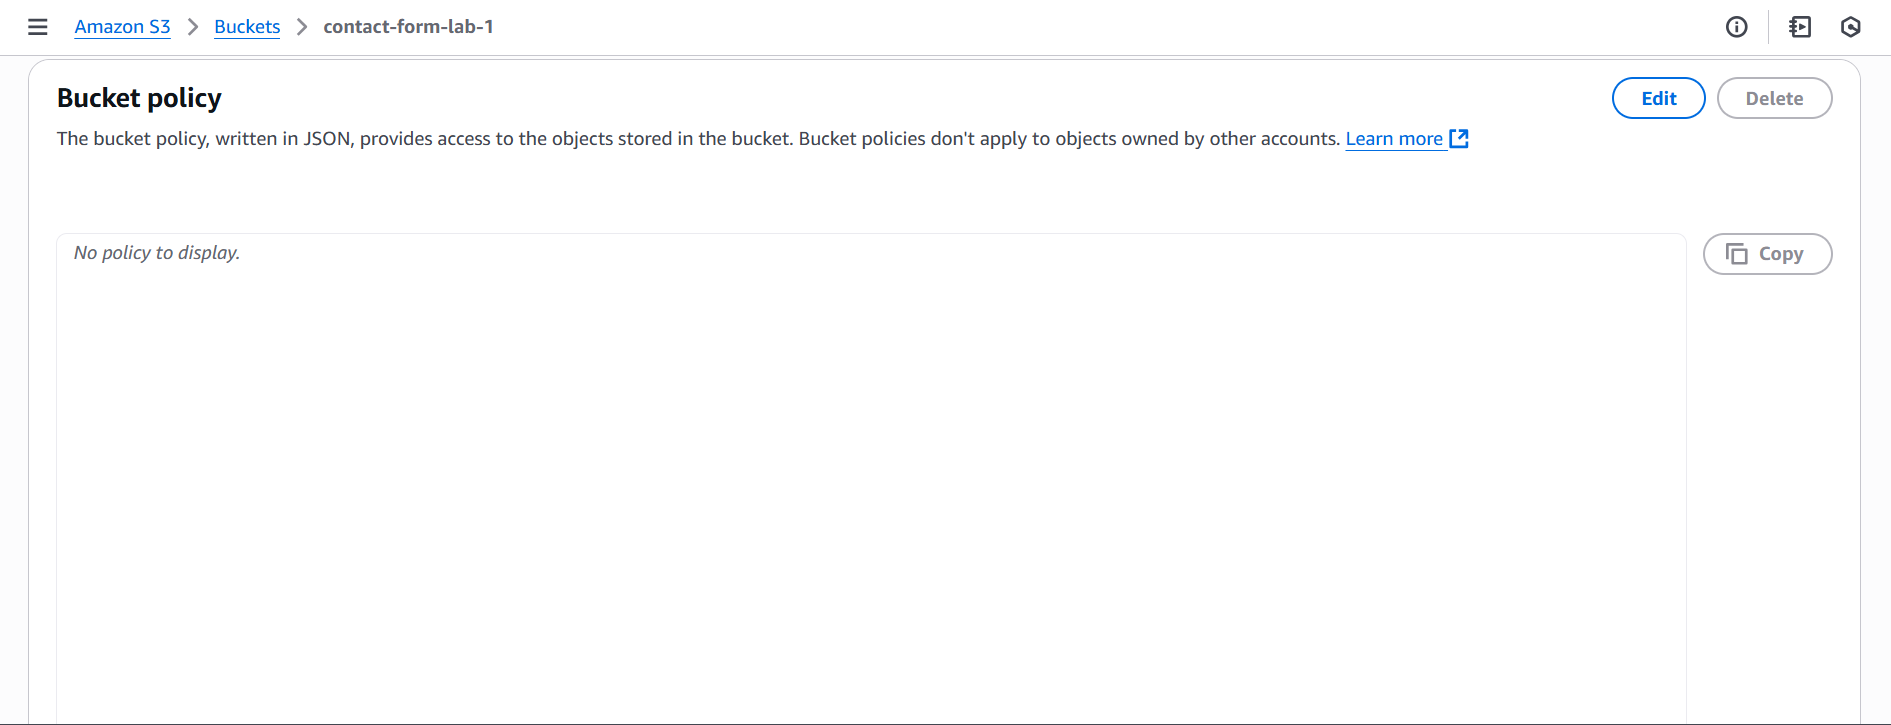 Amazon S3 > Buckets > contact-form-lab-1
Bucket policy
Edit
Delete
The bucket policy, written in JSON, provides access to the objects stored in the bucket. Bucket policies don't apply to objects owned by other accounts. Learn more
No policy to display.
Copy